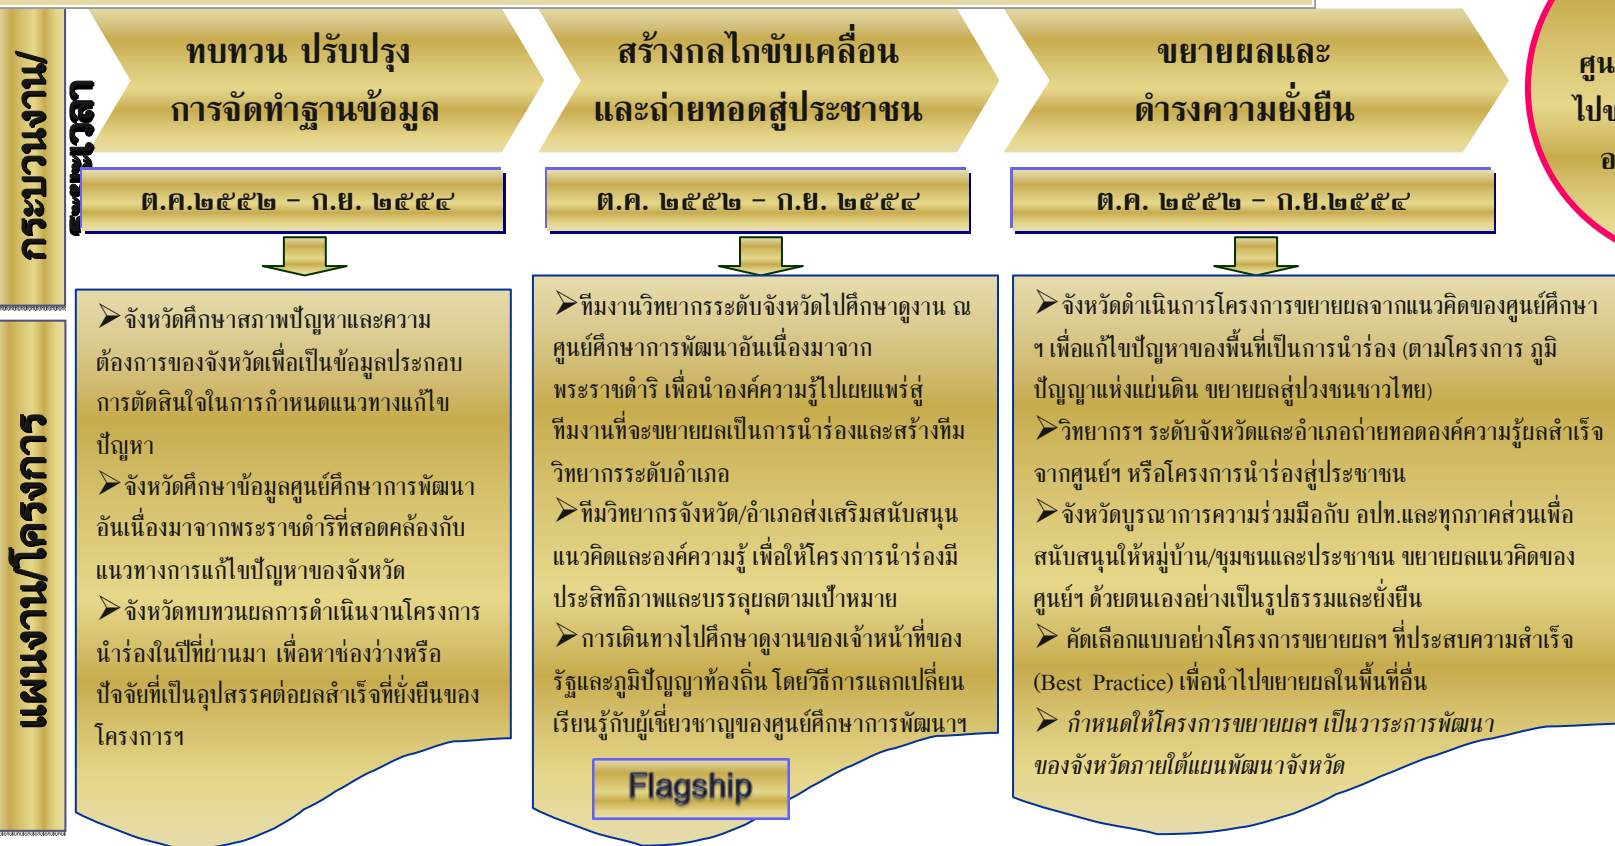 กระบวนงาน/
ระยะเวลา
ทบทวน ปรับปรุง
การจัดทำฐานข้อมูล
สร้างกลไกขับเคลื่อน
และถ่ายทอดสู่ประชาชน
ขยายผลและ
ดำรงความยั่งยืน
ต.ค.๒๕๕๒ - ก.ย. ๒๕๕๔
ต.ค. ๒๕๕๒ - ก.ย. ๒๕๕๔
ต.ค. ๒๕๕๒ - ก.ย.๒๕๕๔
แผนงาน/โครงการ
➢จังหวัดศึกษาสภาพปัญหาและความ
ต้องการของจังหวัดเพื่อเป็นข้อมูลประกอบ
การตัดสินใจในการกำหนดแนวทางแก้ไข
ปัญหา
➢จังหวัดศึกษาข้อมูลศูนย์ศึกษาการพัฒนา
อันเนื่องมาจากพระราชดำริที่สอดคล้องกับ
แนวทางการแก้ไขปัญหาของจังหวัด
➢จังหวัดทบทวนผลการดำเนินงานโครงการ
นำร่องในปีที่ผ่านมา เพื่อหาช่องว่างหรือ
ปัจจัยที่เป็นอุปสรรคต่อผลสำเร็จที่ยั่งยืนของ
โครงการฯ
➢ทีมงานวิทยากรระดับจังหวัดไปศึกษาดูงาน ณ
ศูนย์ศึกษาการพัฒนาอันเนื่องมาจาก
พระราชดำริ เพื่อนำองค์ความรู้ไปเผยแพร่สู่
ทีมงานที่จะขยายผลเป็นการนำร่องและสร้างทีม
วิทยากรระดับอำเภอ
➢ทีมวิทยากรจังหวัด/อำเภอส่งเสริมสนับสนุน
แนวคิดและองค์ความรู้ เพื่อให้โครงการนำร่องมี
ประสิทธิภาพและบรรลุผลตามเป้าหมาย
➢การเดินทางไปศึกษาดูงานของเจ้าหน้าที่ของ
รัฐและภูมิปัญญาท้องถิ่น โดยวิธีการแลกเปลี่ยน
เรียนรู้กับผู้เชี่ยวชาญของศูนย์ศึกษาการพัฒนาฯ
Flagship
➢จังหวัดดำเนินการโครงการขยายผลจากแนวคิดของศูนย์ศึกษา
ฯ เพื่อแก้ไขปัญหาของพื้นที่เป็นการนำร่อง (ตามโครงการ ภูมิ
ปัญญาแห่งแผ่นดิน ขยายผลสู่ปวงชนชาวไทย)
➢วิทยากรฯ ระดับจังหวัดและอำเภอถ่ายทอดองค์ความรู้ผลสำเร็จ
จากศูนย์ฯ หรือโครงการนำร่องสู่ประชาชน
➢จังหวัดบูรณาการความร่วมมือกับ อปท.และทุกภาคส่วนเพื่อ
สนับสนุนให้หมู่บ้าน/ชุมชนและประชาชน ขยายผลแนวคิดของ
ศูนย์ฯ ด้วยตนเองอย่างเป็นรูปธรรมและยั่งยืน
➢ คัดเลือกแบบอย่างโครงการขยายผลฯ ที่ประสบความสำเร็จ
(Best Practice) เพื่อนำไปขยายผลในพื้นที่อื่น
➢ กำหนดให้โครงการขยายผลฯ เป็นวาระการพัฒนา
ของจังหวัดภายใต้แผนพัฒนาจังหวัด